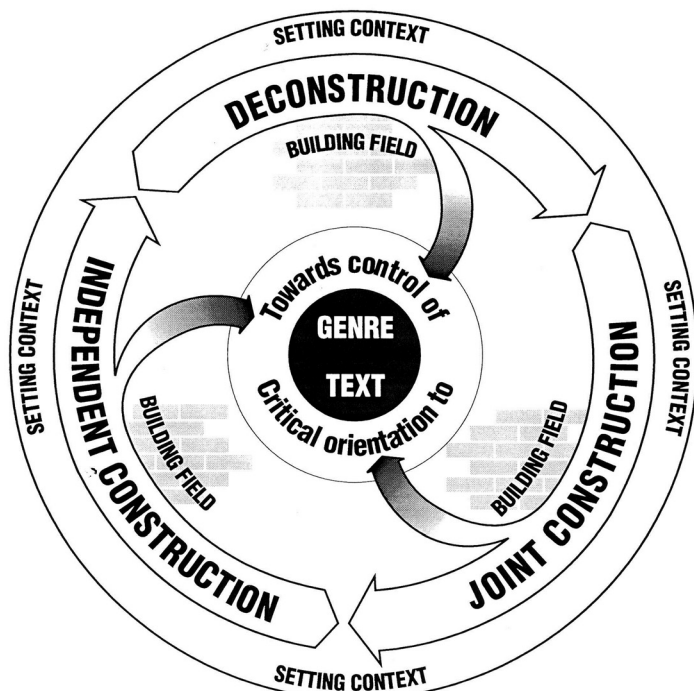 SETTING CONTEXT
DECONSTRUCTION
BUILDING FIELD
Towards control of
GENRE
TEXT
Critical orientation to
SETTING CONTEXT
INDEPENDENT CONSTRUCTION
BUILDING FIELD
SETTING CONTEXT
JOINT CONSTRUCTION
BUILDING FIELD
SETTING CONTEXT